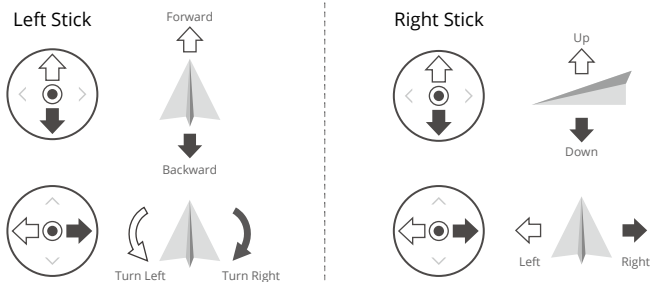 Left Stick
Forward
Backward
Turn Left
Turn Right
Right Stick
Up
Down
Left
Right